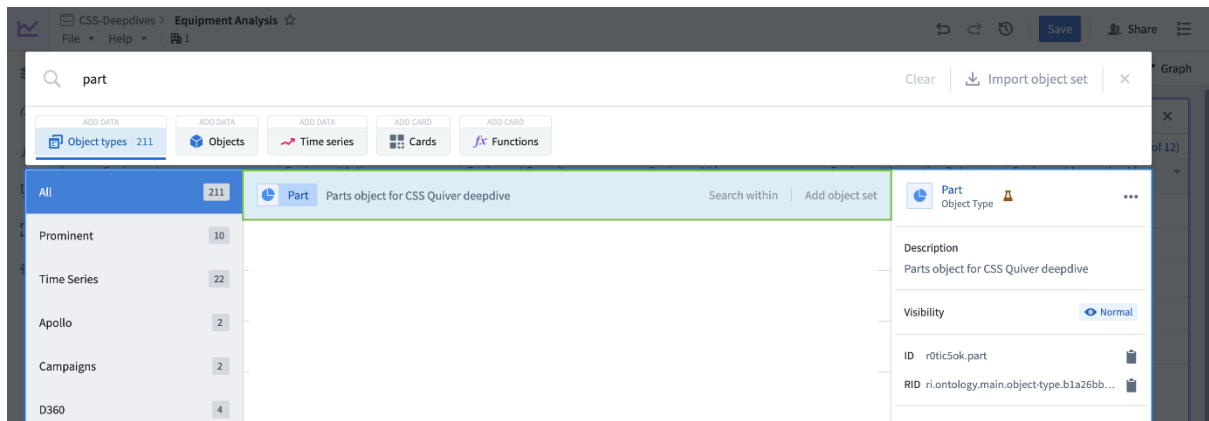 CSS-Deepdives > Equipment Analysis
File Help 1
Save
Share
Graph
part
Clear
Import object set
ADD DATA
Object types 211
ADD DATA
Objects
ADD DATA
Time series
ADD CARD
Cards
ADD CARD
fx Functions
of 12)
All 211
Prominent 10
Time Series 22
Apollo 2
Campaigns 2
D360 4
Part Parts object for CSS Quiver deepdive Search within Add object set
Part
Object Type
Description
Parts object for CSS Quiver deepdive
Visibility Normal
ID r0tic5ok.part
RID ri.ontology.main.object-type.b1a26bb...